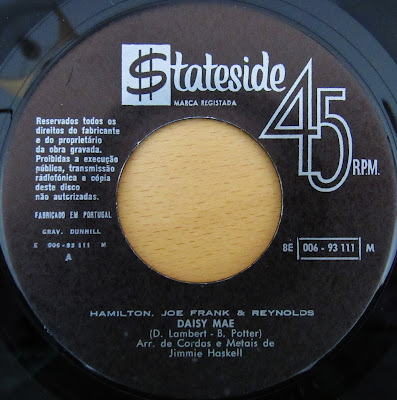 $tateside
MARCA REGISTADA
45 R.P.M.
Reservados todos os
direitos do fabricante
e do proprietário
da obra gravada.
Proibidas a execução
pública, transmissão
radiofónica e cópia
deste disco
não autorizadas.
FABRICADO EM PORTUGAL
GRAV. DUNHILL
E 006-93 111 M
A
8E 006 - 93 111 M
HAMILTON, JOE FRANK & REYNOLDS
DAISY MAE
(D. Lambert - B. Potter)
Arr. de Cordas e Metais de
Jimmie Haskell